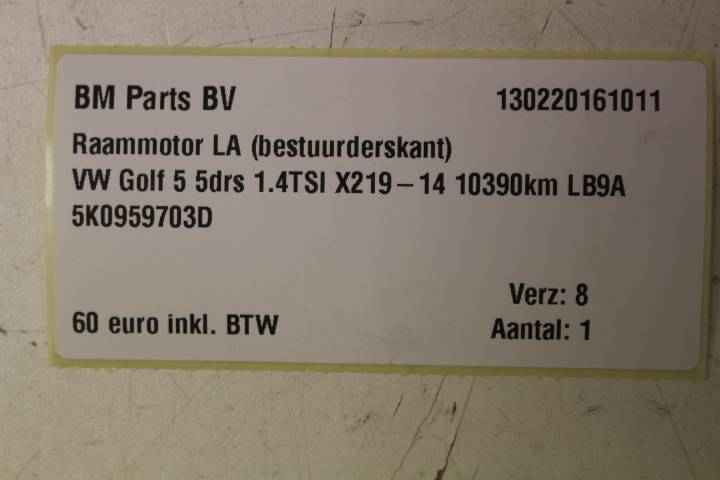 BM Parts BV 130220161011
Raammotor LA (bestuurderskant)
VW Golf 5 5drs 1.4TSI X219-14 10390km LB9A
5K0959703D
Verz: 8
60 euro inkl. BTW Aantal: 1